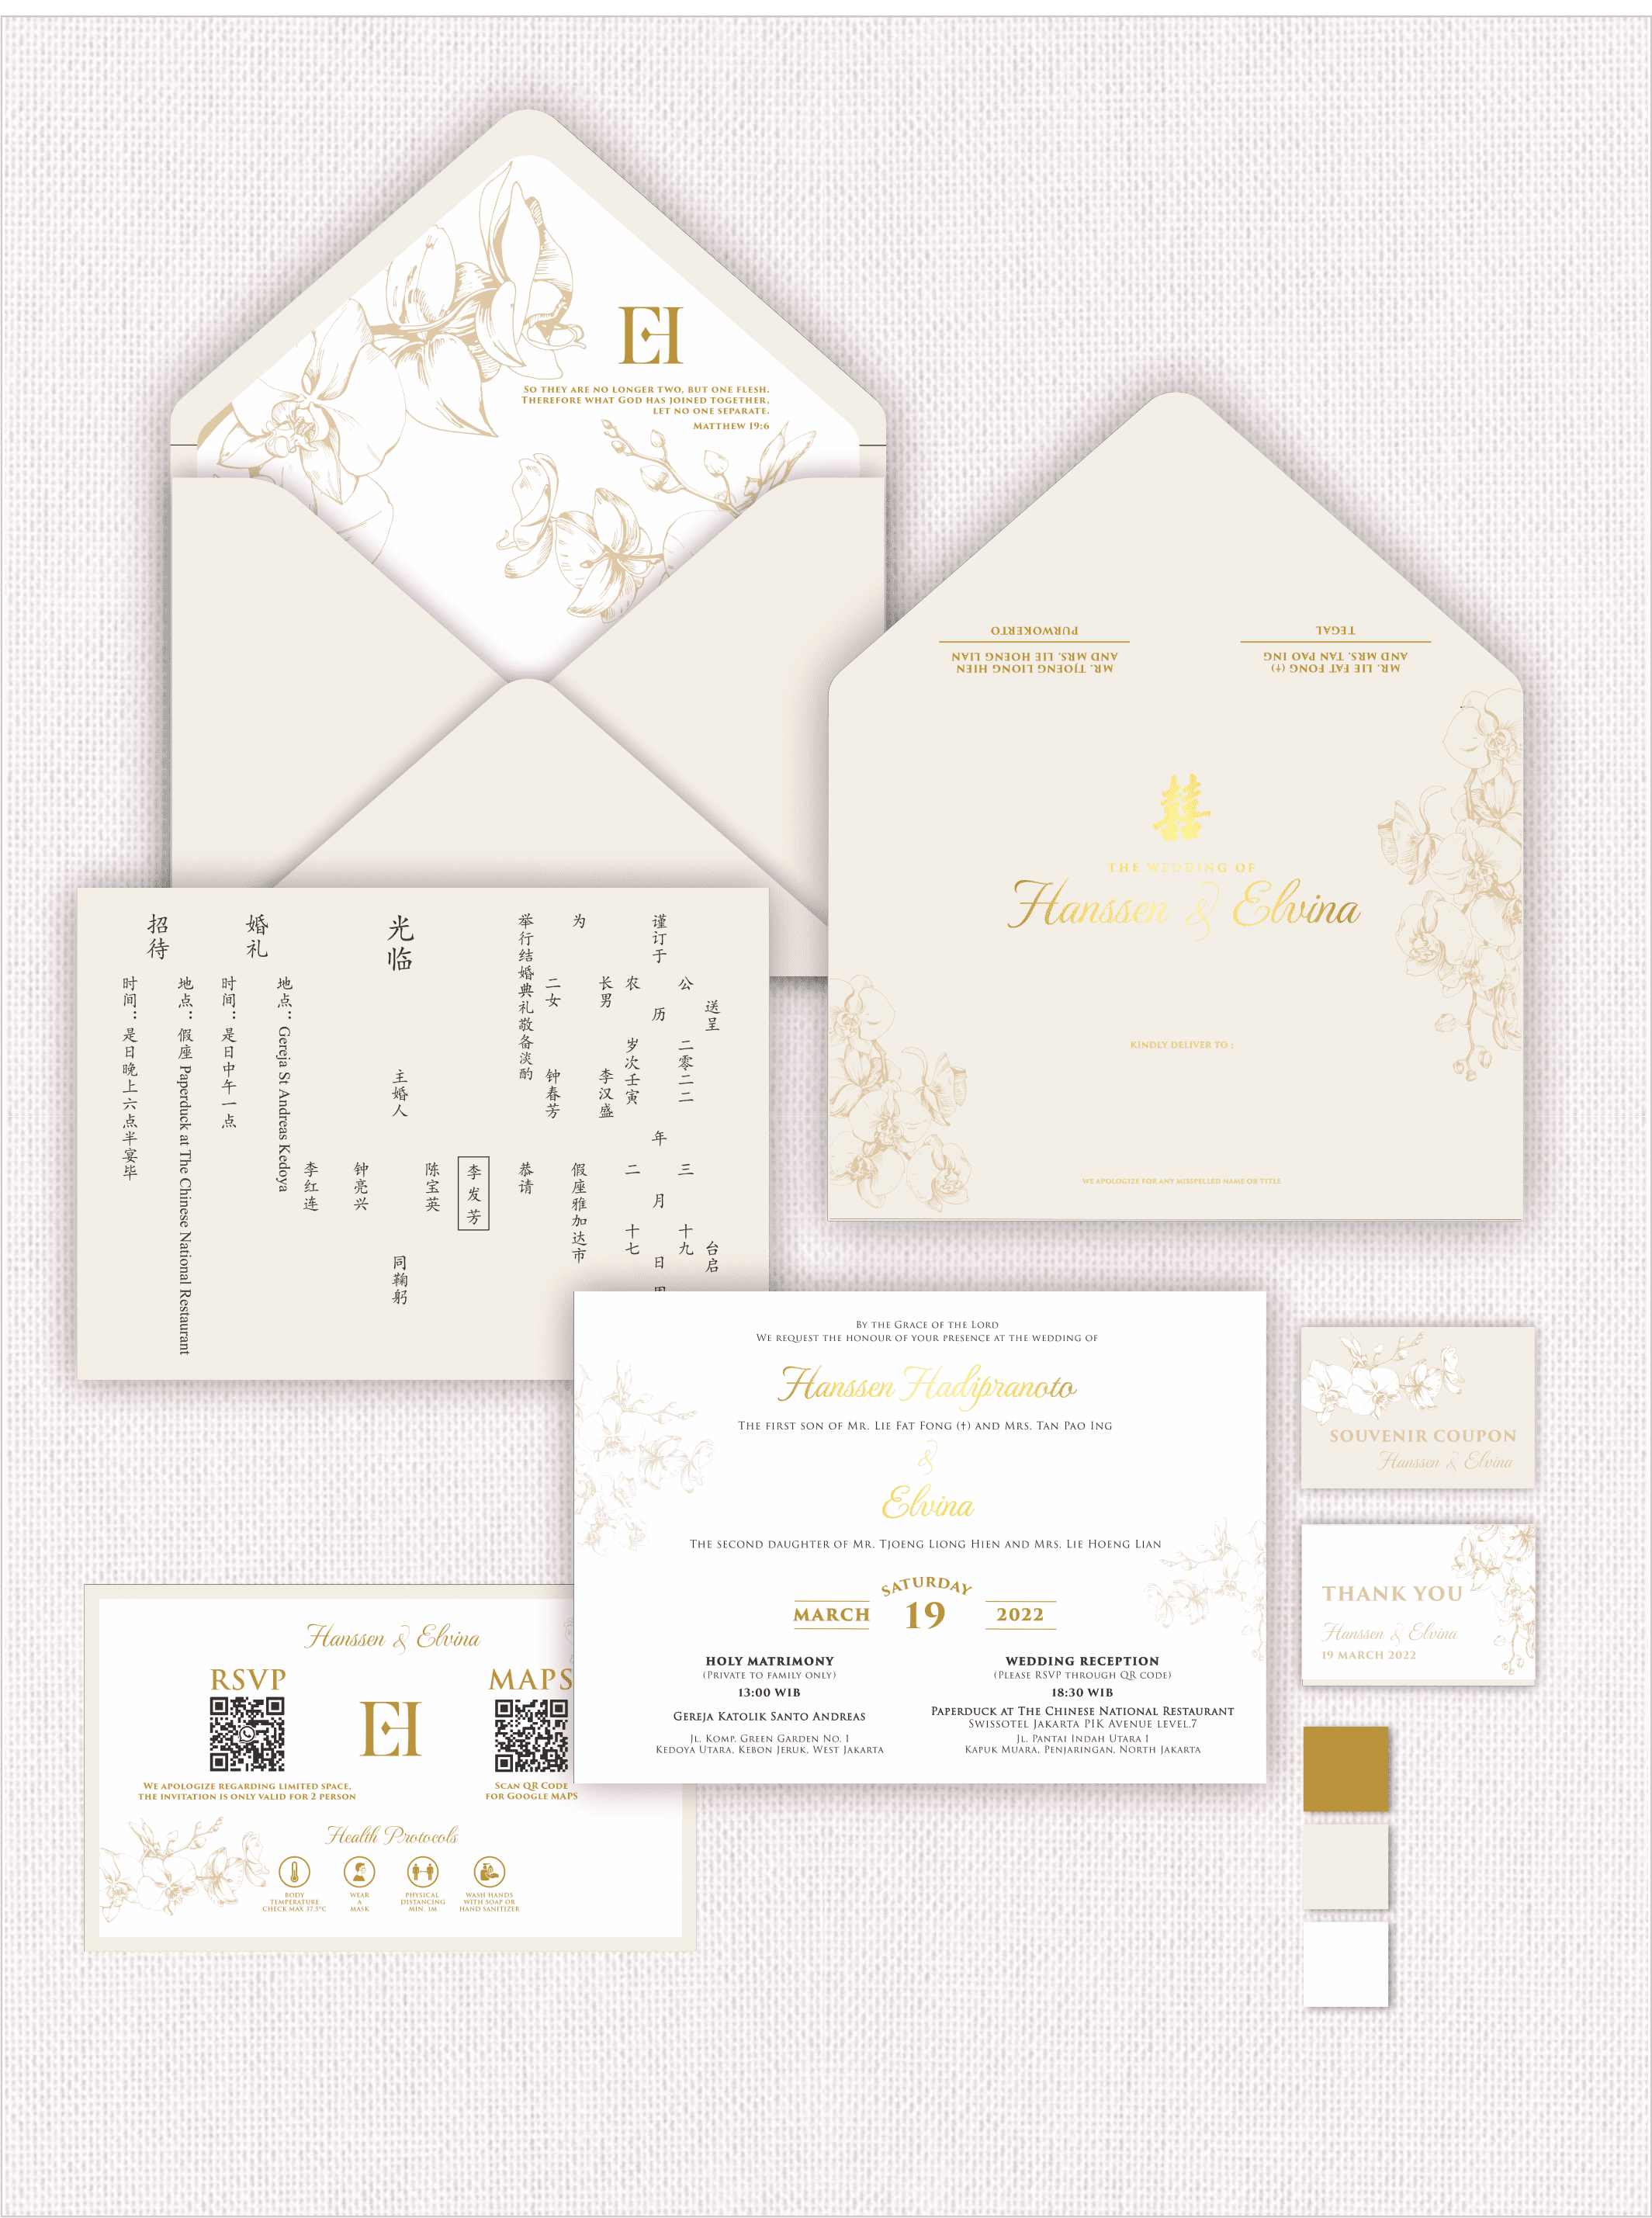 EH
SO THEY ARE NO LONGER TWO, BUT ONE FLESH.
THEREFORE WHAT GOD HAS JOINED TOGETHER,
LET NO ONE SEPARATE.
MATTHEW 19:6
PURWOKERTO
MR. TJOENG LIONG HIEN
AND MRS. LIE HOENG LIAN
TEGAL
MR. LIE FAT FONG (†)
AND MRS. TAN PAO ING
囍
THE WEDDING OF
Hanssen & Elvina
KINDLY DELIVER TO :
WE APOLOGIZE FOR ANY MISSPELLED NAME OR TITLE
送呈 台启
公 二零二二 三 十九
谨订于 历 年 月 日
农 岁次壬寅 二 十七
长男 李汉盛
为 假座雅加达市
二女 钟春芳
举行结婚典礼敬备淡酌 恭请
李发芳
陈宝英
光临 主婚人 同鞠躬
钟亮兴
李红连
婚礼
地点：Gereja St Andreas Kedoya
时间：是日中午一点
招待
地点：假座 Paperduck at The Chinese National Restaurant
时间：是日晚上六点半宴毕
BY THE GRACE OF THE LORD
WE REQUEST THE HONOUR OF YOUR PRESENCE AT THE WEDDING OF
Hanssen Hadipranoto
THE FIRST SON OF MR. LIE FAT FONG (†) AND MRS. TAN PAO ING
&
Elvina
THE SECOND DAUGHTER OF MR. TJOENG LIONG HIEN AND MRS. LIE HOENG LIAN
SATURDAY
MARCH 19 2022
HOLY MATRIMONY
(PRIVATE TO FAMILY ONLY)
13:00 WIB
GEREJA KATOLIK SANTO ANDREAS
JL. KOMP. GREEN GARDEN NO. 1
KEDOYA UTARA, KEBON JERUK, WEST JAKARTA
WEDDING RECEPTION
(PLEASE RSVP THROUGH QR CODE)
18:30 WIB
PAPERDUCK AT THE CHINESE NATIONAL RESTAURANT
SWISSOTEL JAKARTA PIK AVENUE LEVEL.7
JL. PANTAI INDAH UTARA 1
KAPUK MUARA, PENJARINGAN, NORTH JAKARTA
SOUVENIR COUPON
Hanssen & Elvina
THANK YOU
Hanssen & Elvina
19 MARCH 2022
Hanssen & Elvina
RSVP
EH
MAPS
WE APOLOGIZE REGARDING LIMITED SPACE,
THE INVITATION IS ONLY VALID FOR 2 PERSON
SCAN QR CODE
FOR GOOGLE MAPS
Health Protocols
BODY
TEMPERATURE
CHECK MAX 37.5°C
WEAR
A
MASK
PHYSICAL
DISTANCING
MIN. 1M
WASH HANDS
WITH SOAP OR
HAND SANITIZER